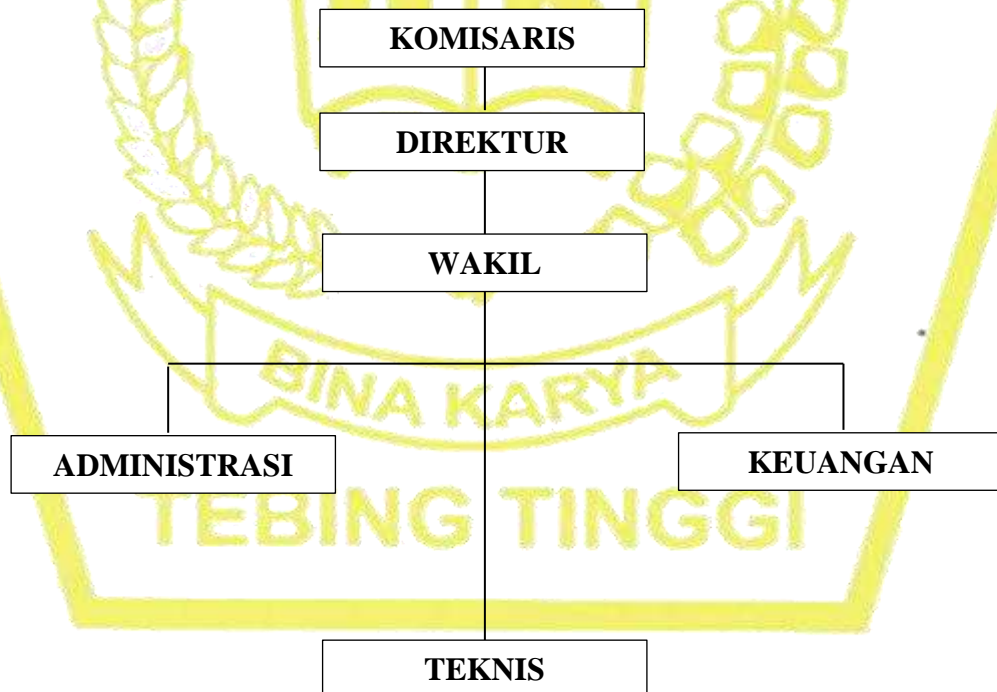 KOMISARIS
DIREKTUR
WAKIL
BINA KARYA
ADMINISTRASI
KEUANGAN
TEBING TINGGI
TEKNIS